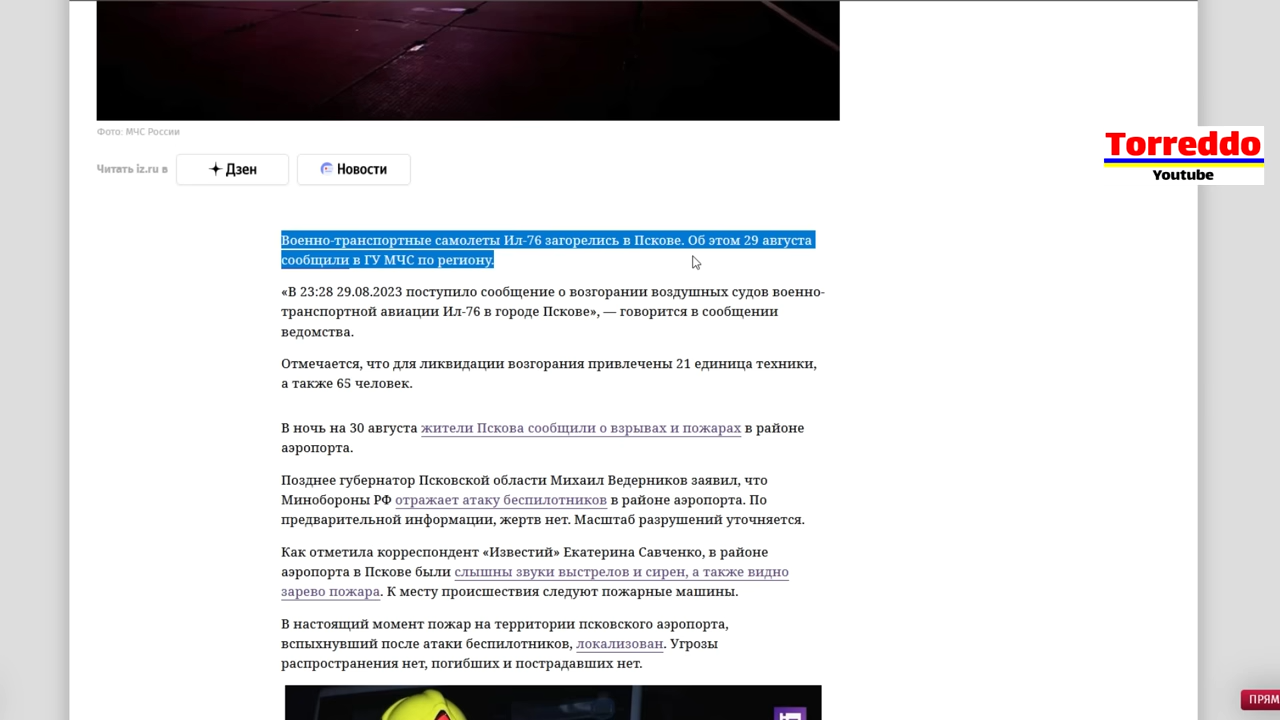 Фото: МЧС России
Читать iz.ru в
Дзен
Новости
Torreddo
Youtube
Военно-транспортные самолеты Ил-76 загорелись в Пскове. Об этом 29 августа
сообщили в ГУ МЧС по региону.
«В 23:28 29.08.2023 поступило сообщение о возгорании воздушных судов военно-
транспортной авиации Ил-76 в городе Пскове», — говорится в сообщении
ведомства.
Отмечается, что для ликвидации возгорания привлечены 21 единица техники,
а также 65 человек.
В ночь на 30 августа жители Пскова сообщили о взрывах и пожарах в районе
аэропорта.
Позднее губернатор Псковской области Михаил Ведерников заявил, что
Минобороны РФ отражает атаку беспилотников в районе аэропорта. По
предварительной информации, жертв нет. Масштаб разрушений уточняется.
Как отметила корреспондент «Известий» Екатерина Савченко, в районе
аэропорта в Пскове были слышны звуки выстрелов и сирен, а также видно
зарево пожара. К месту происшествия следуют пожарные машины.
В настоящий момент пожар на территории псковского аэропорта,
вспыхнувший после атаки беспилотников, локализован. Угрозы
распространения нет, погибших и пострадавших нет.
ПРЯМ